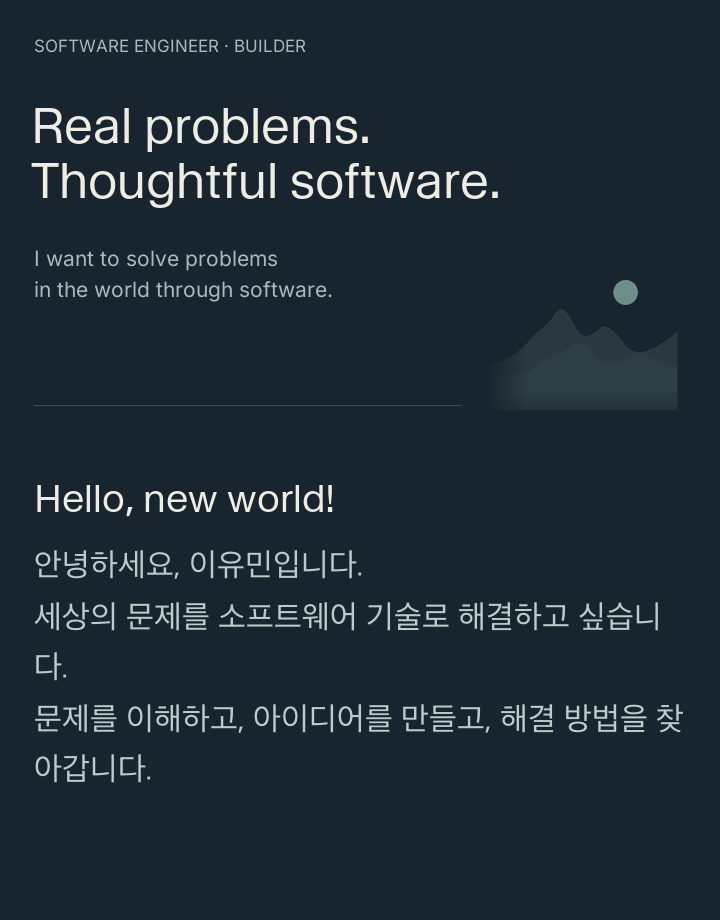 SOFTWARE ENGINEER · BUILDER
Real problems.
Thoughtful software.
I want to solve problems
in the world through software.
Hello, new world!
안녕하세요, 이유민입니다.
세상의 문제를 소프트웨어 기술로 해결하고 싶습니
다.
문제를 이해하고, 아이디어를 만들고, 해결 방법을 찾
아갑니다.